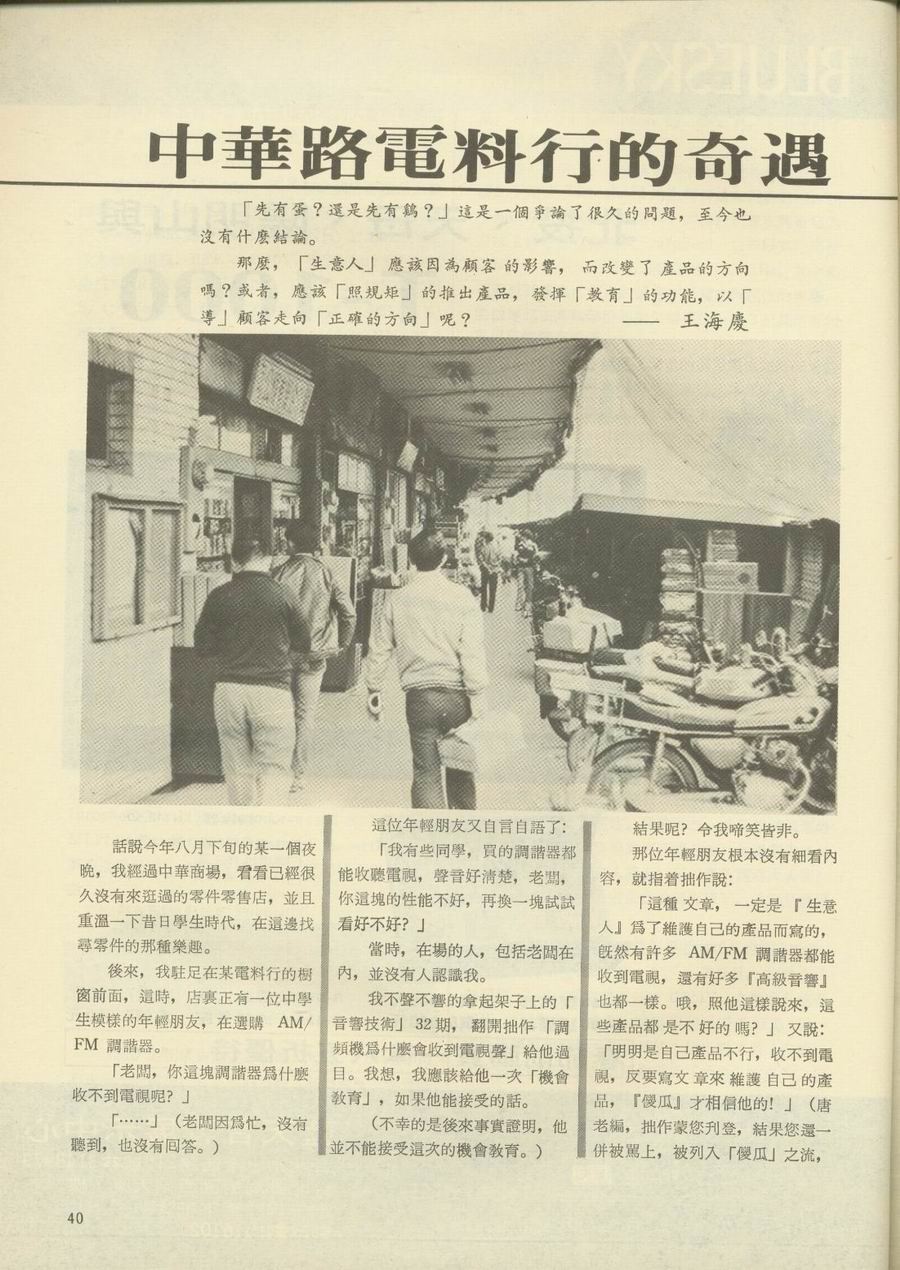 中華路電料行的奇遇
「先有蛋？還是先有鷄？」這是一個爭論了很久的問題，至今也
沒有什麼結論。
那麼，「生意人」應該因為顧客的影響，而改變了產品的方向
嗎？或者，應該「照規矩」的推出產品，發揮「教育」的功能，以「
導」顧客走向「正確的方向」呢？
—— 王海慶
話說今年八月下旬的某一個夜
晚，我經過中華商場，看看已經很
久沒有來逛過的零件零售店，並且
重溫一下昔日學生時代，在這邊找
尋零件的那種樂趣。
後來，我駐足在某電料行的橱
窗前面，這時，店裏正有一位中學
生模樣的年輕朋友，在選購 AM/
FM 調諧器。
「老闆，你這塊調諧器爲什麽
收不到電視呢？」
「……」（老闆因爲忙，沒有
聽到，也沒有回答。）
這位年輕朋友又自言自語了：
「我有些同學，買的調諧器都
能收聽電視，聲音好清楚，老闆，
你這塊的性能不好，再換一塊試試
看好不好？」
當時，在場的人，包括老闆在
內，並沒有人認識我。
我不聲不響的拿起架子上的「
音響技術」32期，翻開拙作「調
頻機爲什麽會收到電視聲」給他過
目。我想，我應該給他一次「機會
敎育」，如果他能接受的話。
（不幸的是後來事實證明，他
並不能接受這次的機會敎育。）
結果呢？令我啼笑皆非。
那位年輕朋友根本沒有細看內
容，就指着拙作說：
「這種文章，一定是『生意
人』爲了維護自己的產品而寫的，
旣然有許多 AM/FM 調諧器都能
收到電視，還有好多『高級音響』
也都一樣。哦，照他這樣說來，這
些產品都是不好的嗎？」又說：
「明明是自己產品不行，收不到電
視，反要寫文章來維護自己的產
品，『儍瓜』才相信他的！」（唐
老編，拙作蒙您刋登，結果您還一
併被罵上，被列入「儍瓜」之流，
40